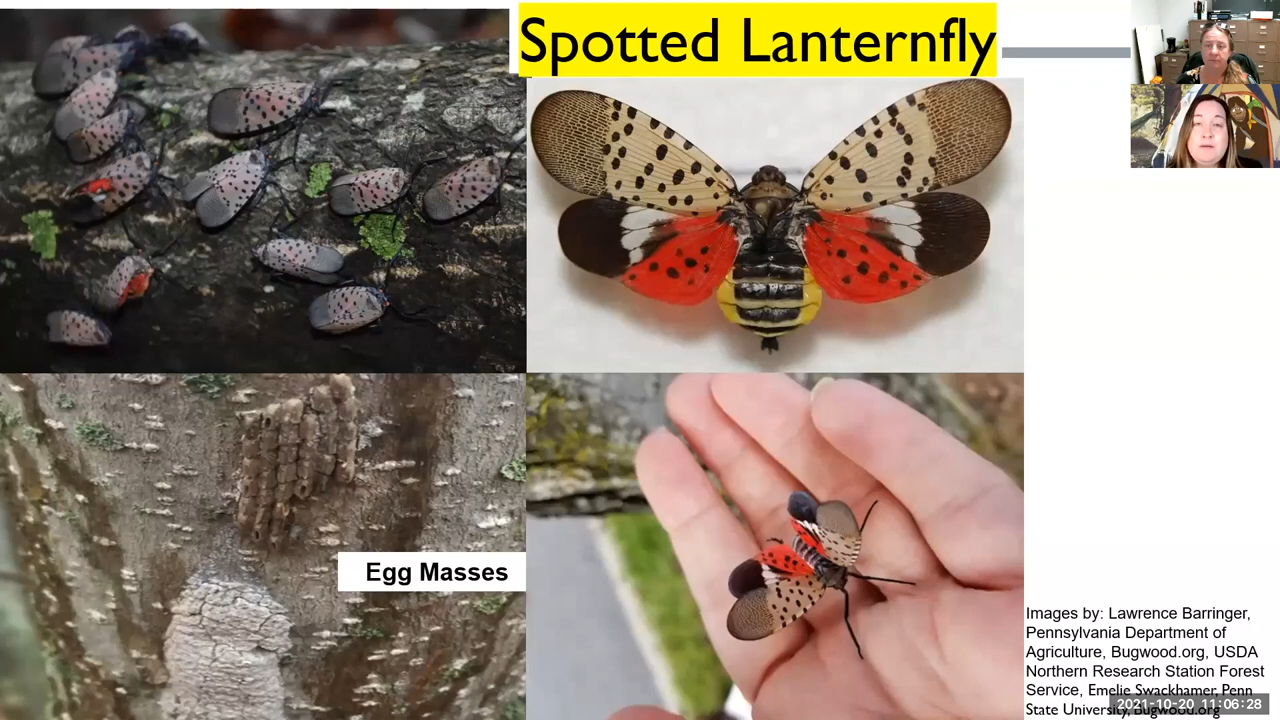 Spotted Lanternfly
Egg Masses
Images by: Lawrence Barringer,
Pennsylvania Department of
Agriculture, Bugwood.org, USDA
Northern Research Station Forest
Service, Emelie Swackhamer, Penn
State University, Bugwood.org
2021-10-20 11:06:28